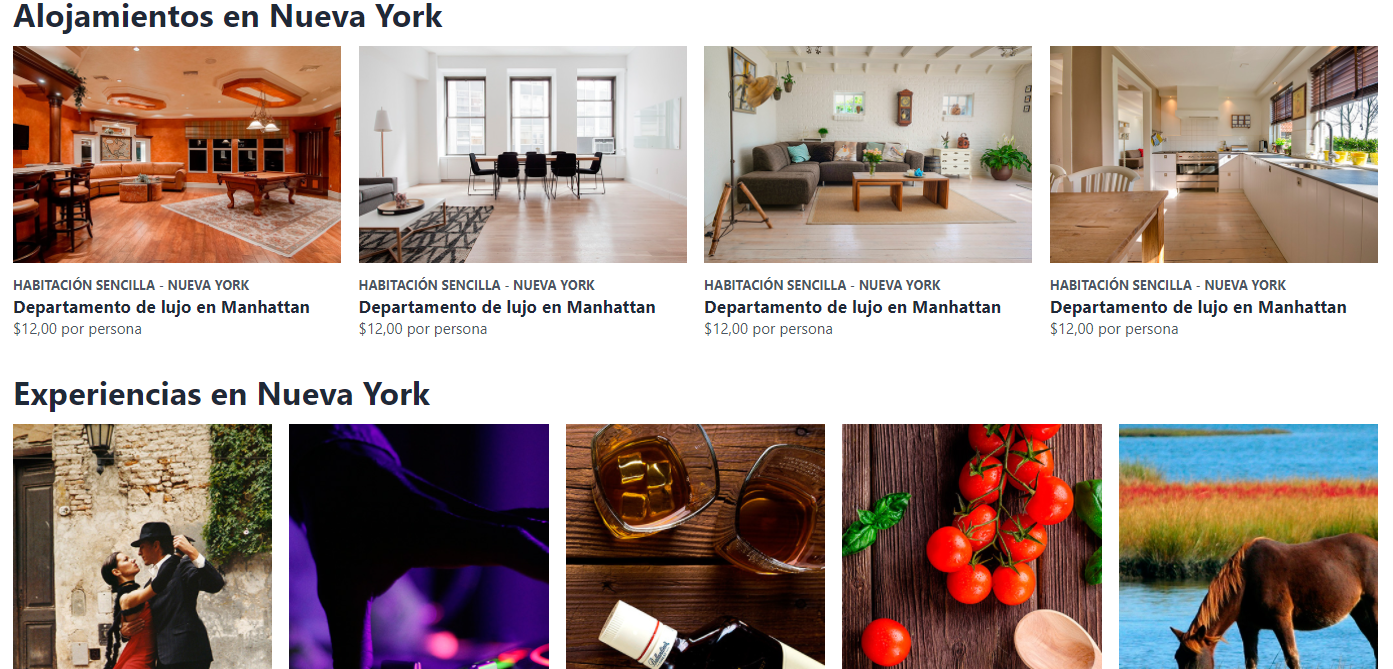 Alojamientos en Nueva York
HABITACIÓN SENCILLA - NUEVA YORK
Departamento de lujo en Manhattan
$12,00 por persona
HABITACIÓN SENCILLA - NUEVA YORK
Departamento de lujo en Manhattan
$12,00 por persona
HABITACIÓN SENCILLA - NUEVA YORK
Departamento de lujo en Manhattan
$12,00 por persona
HABITACIÓN SENCILLA - NUEVA YORK
Departamento de lujo en Manhattan
$12,00 por persona
Experiencias en Nueva York
Ballantine's